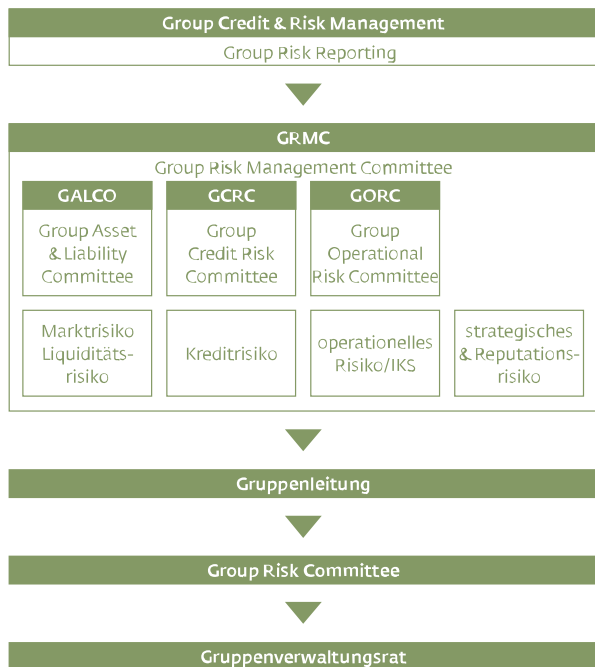 Group Credit & Risk Management
Group Risk Reporting
GRMC
Group Risk Management Committee
GALCO
Group Asset
& Liability
Committee
GCRC
Group
Credit Risk
Committee
GORC
Group
Operational
Risk Committee
Marktrisiko
Liquiditäts-
risiko
Kreditrisiko
operationelles
Risiko/IKS
strategisches
& Reputations-
risiko
Gruppenleitung
Group Risk Committee
Gruppenverwaltungsrat